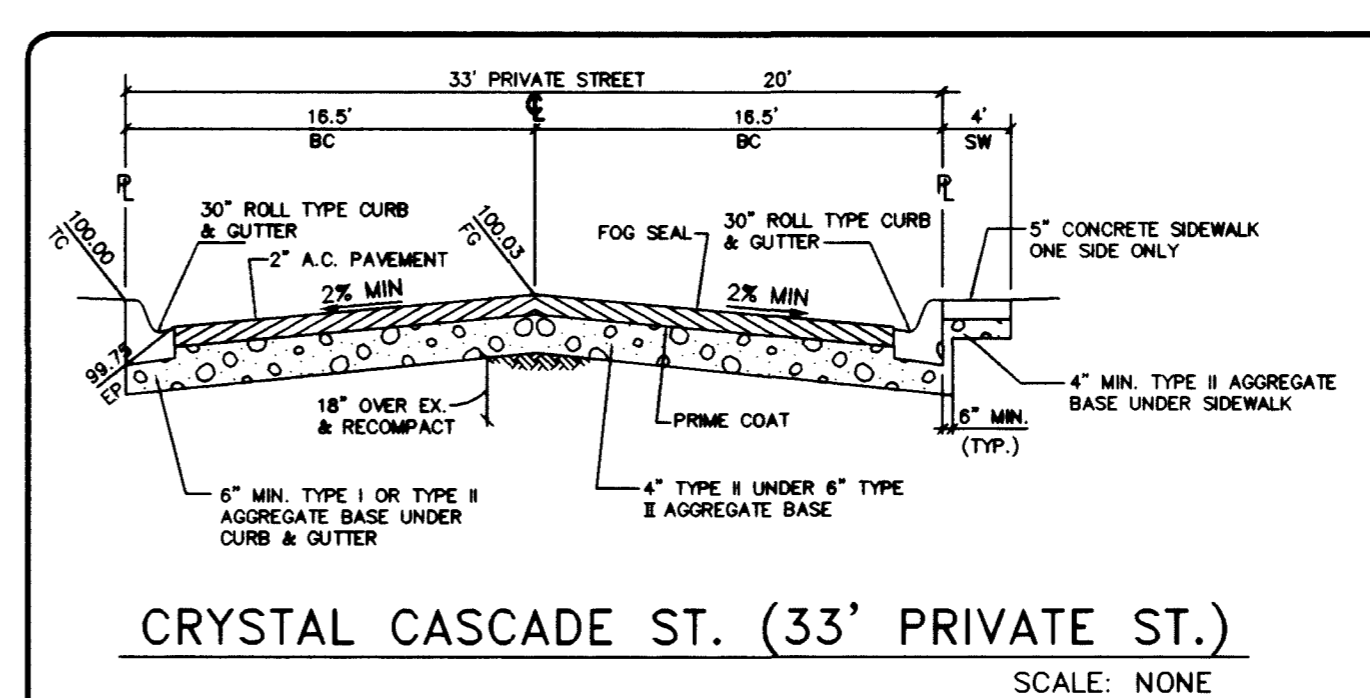 33' PRIVATE STREET 20'
℄
16.5' 16.5' 4'
BC BC SW
PL PL
100.00
TC
30" ROLL TYPE CURB
& GUTTER
2" A.C. PAVEMENT
100.03
FG
FOG SEAL
30" ROLL TYPE CURB
& GUTTER
5" CONCRETE SIDEWALK
ONE SIDE ONLY
2% MIN 2% MIN
99.75
EP
18" OVER EX.
& RECOMPACT
PRIME COAT
4" MIN. TYPE II AGGREGATE
BASE UNDER SIDEWALK
6" MIN.
(TYP.)
6" MIN. TYPE I OR TYPE II
AGGREGATE BASE UNDER
CURB & GUTTER
4" TYPE II UNDER 6" TYPE
II AGGREGATE BASE
CRYSTAL CASCADE ST. (33' PRIVATE ST.)
SCALE: NONE